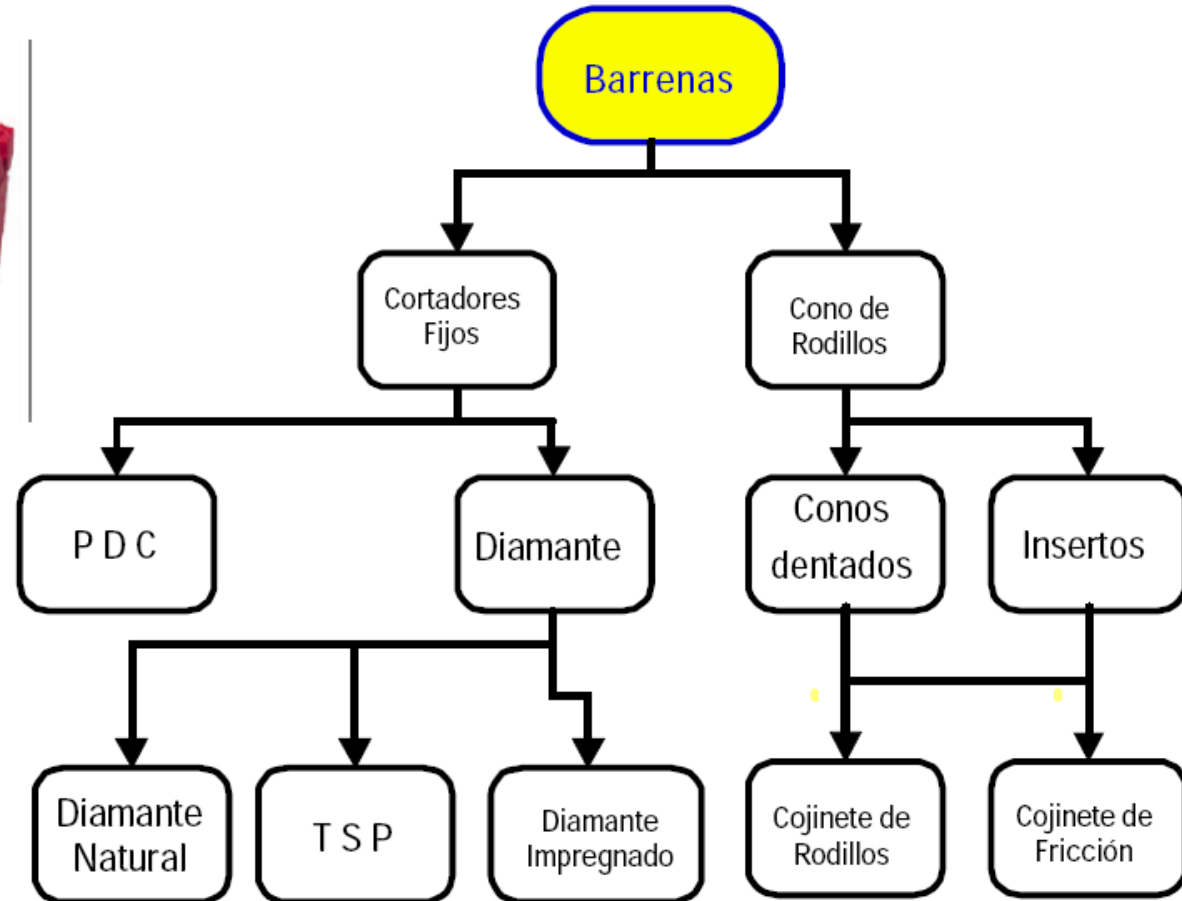 Barrenas
Cortadores
Fijos
Cono de
Rodillos
P D C
Diamante
Conos
dentados
Insertos
Diamante
Natural
T S P
Diamante
Impregnado
Cojinete de
Rodillos
Cojinete de
Fricción